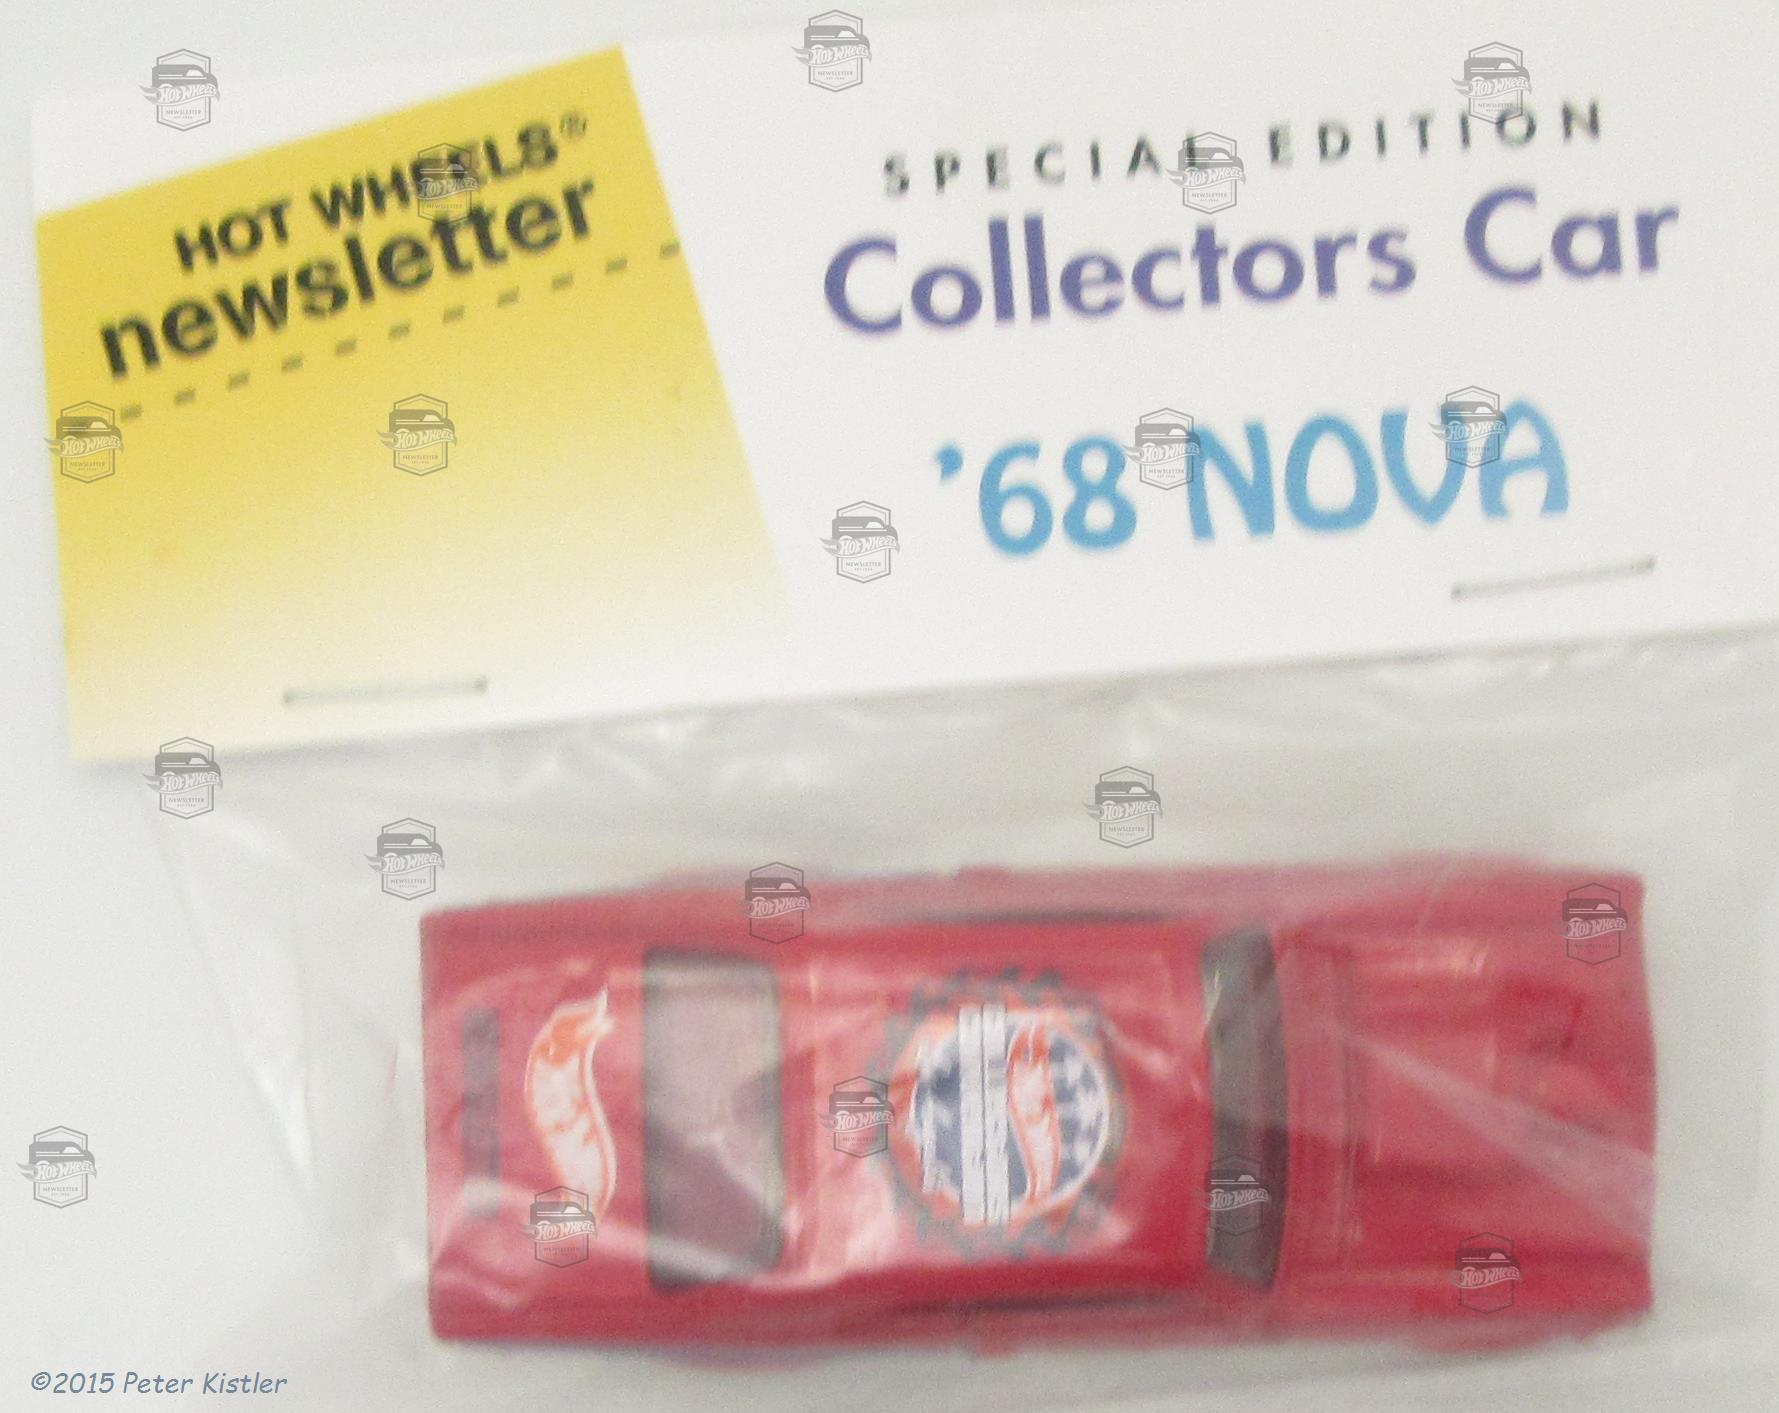 HOT WHEELS®
newsletter
SPECIAL EDITION
Collectors Car
'68 NOVA
©2015 Peter Kistler